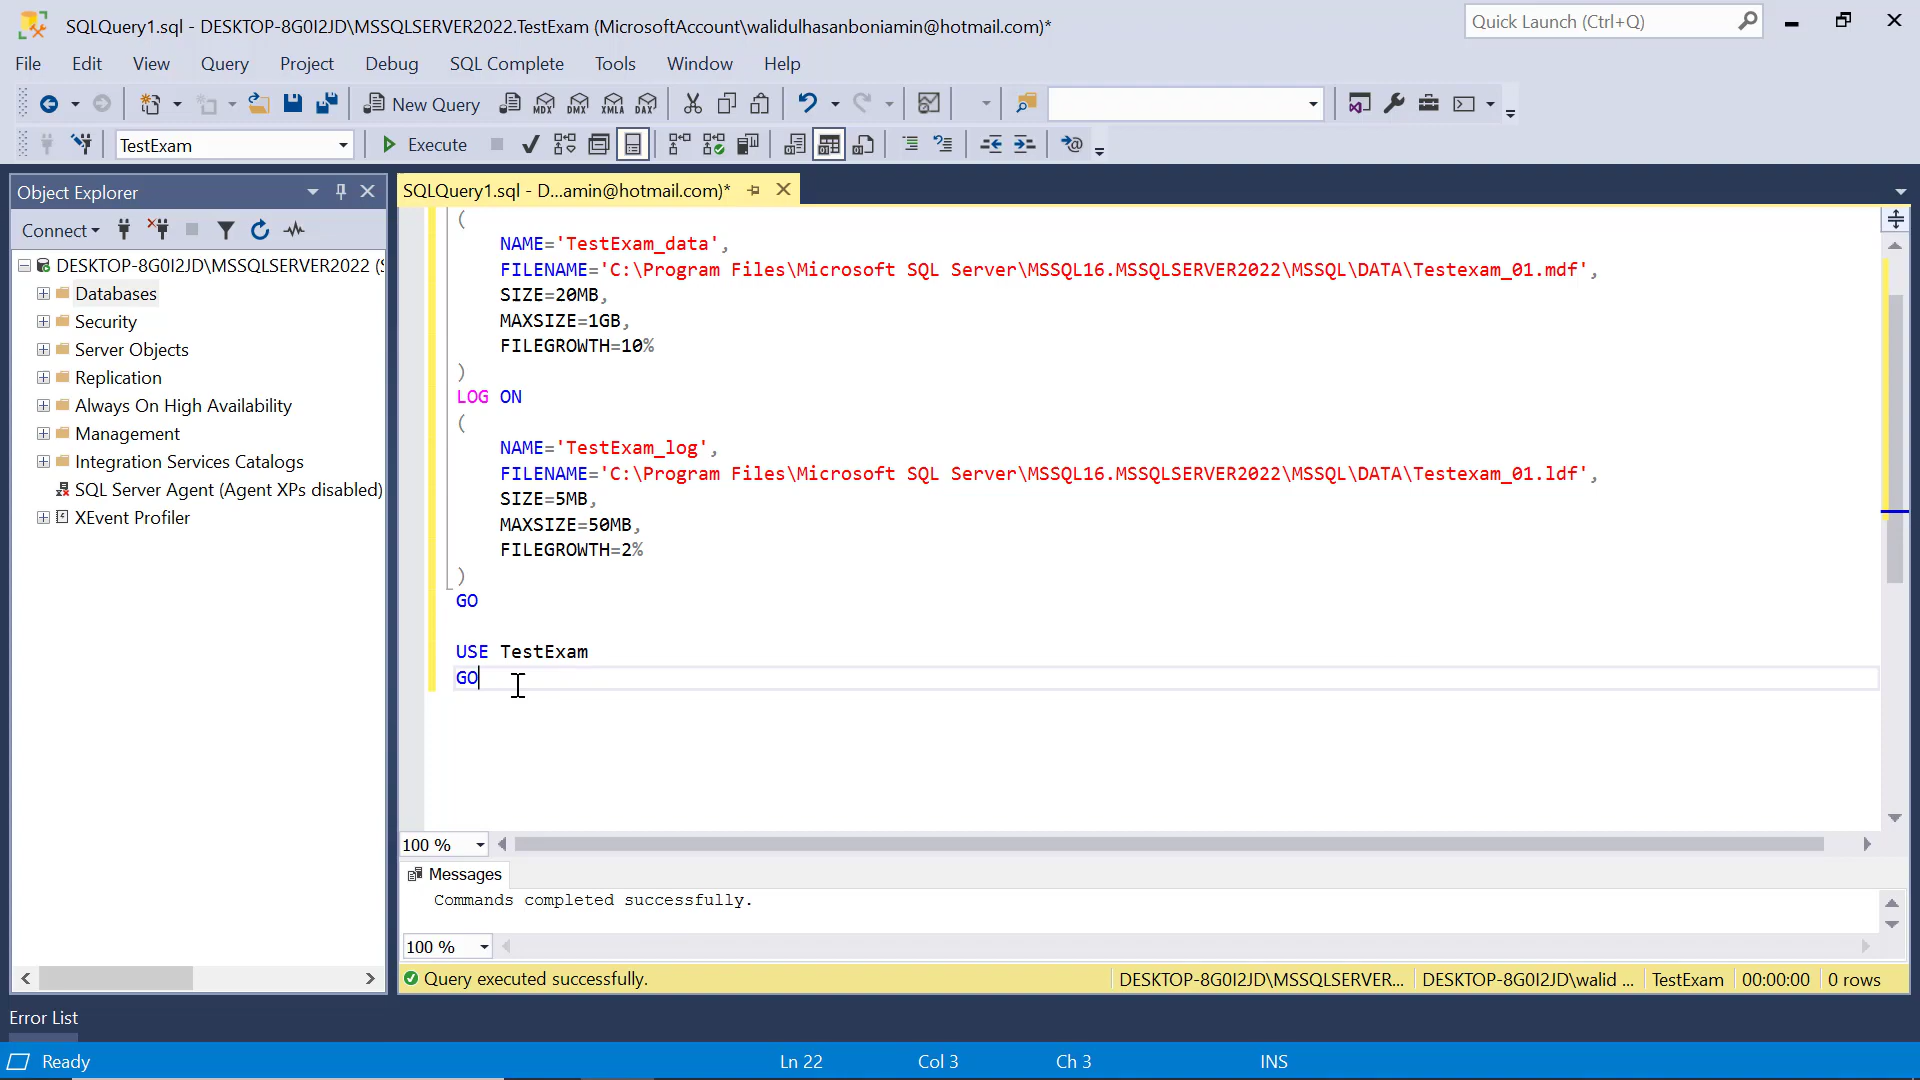 SQLQuery1.sql - DESKTOP-8G0I2JD\MSSQLSERVER2022.TestExam (MicrosoftAccount\walidulhasanboniamin@hotmail.com)*
Quick Launch (Ctrl+Q)
File Edit View Query Project Debug SQL Complete Tools Window Help
New Query MDX DMX XMLA DAX
TestExam Execute
Object Explorer
Connect
DESKTOP-8G0I2JD\MSSQLSERVER2022 (S
Databases
Security
Server Objects
Replication
Always On High Availability
Management
Integration Services Catalogs
SQL Server Agent (Agent XPs disabled)
XEvent Profiler
SQLQuery1.sql - D...amin@hotmail.com)*
(
NAME='TestExam_data',
FILENAME='C:\Program Files\Microsoft SQL Server\MSSQL16.MSSQLSERVER2022\MSSQL\DATA\Testexam_01.mdf',
SIZE=20MB,
MAXSIZE=1GB,
FILEGROWTH=10%
)
LOG ON
(
NAME='TestExam_log',
FILENAME='C:\Program Files\Microsoft SQL Server\MSSQL16.MSSQLSERVER2022\MSSQL\DATA\Testexam_01.ldf',
SIZE=5MB,
MAXSIZE=50MB,
FILEGROWTH=2%
)
GO
USE TestExam
GO
100 %
Messages
Commands completed successfully.
100 %
Query executed successfully. DESKTOP-8G0I2JD\MSSQLSERVER... DESKTOP-8G0I2JD\walid ... TestExam 00:00:00 0 rows
Error List
Ready Ln 22 Col 3 Ch 3 INS